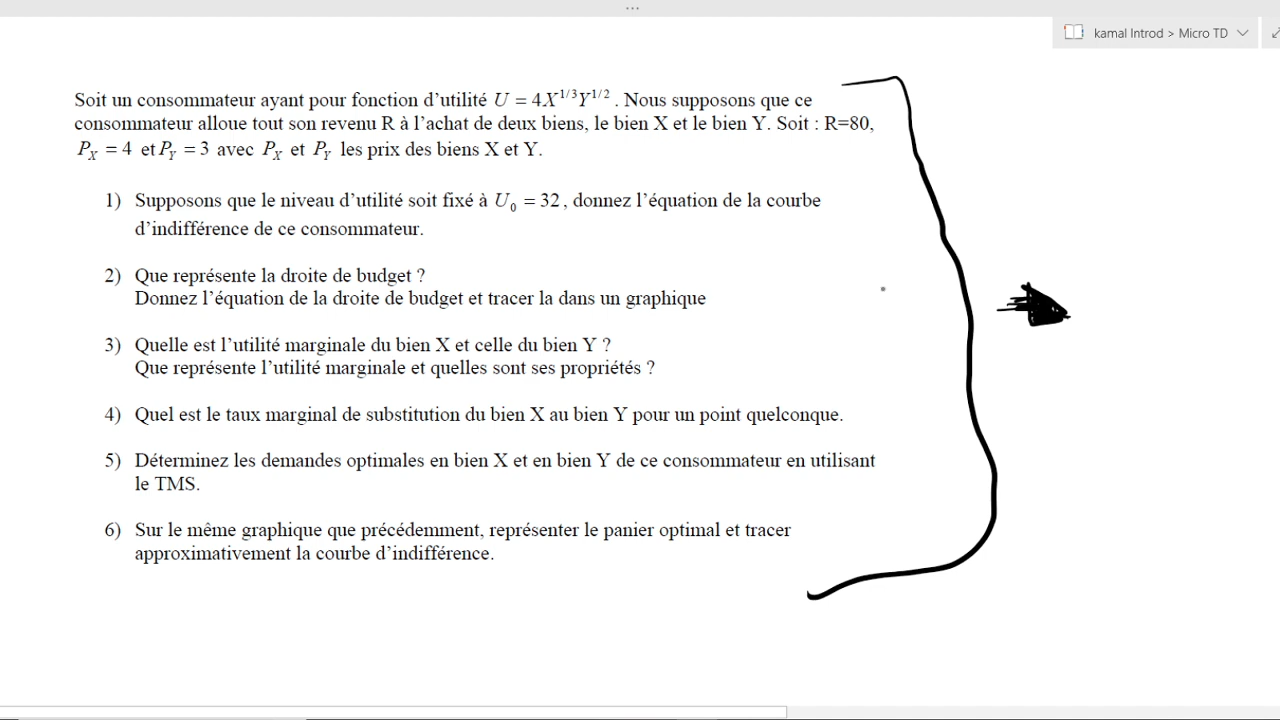 kamal Introd > Micro TD
Soit un consommateur ayant pour fonction d'utilité U = 4X^{1/3}Y^{1/2} . Nous supposons que ce
consommateur alloue tout son revenu R à l'achat de deux biens, le bien X et le bien Y. Soit : R=80,
P_X = 4 et P_Y = 3 avec P_X et P_Y les prix des biens X et Y.
1) Supposons que le niveau d'utilité soit fixé à U_0 = 32, donnez l'équation de la courbe
d'indifférence de ce consommateur.
2) Que représente la droite de budget ?
Donnez l'équation de la droite de budget et tracer la dans un graphique
3) Quelle est l'utilité marginale du bien X et celle du bien Y ?
Que représente l'utilité marginale et quelles sont ses propriétés ?
4) Quel est le taux marginal de substitution du bien X au bien Y pour un point quelconque.
5) Déterminez les demandes optimales en bien X et en bien Y de ce consommateur en utilisant
le TMS.
6) Sur le même graphique que précédemment, représenter le panier optimal et tracer
approximativement la courbe d'indifférence.